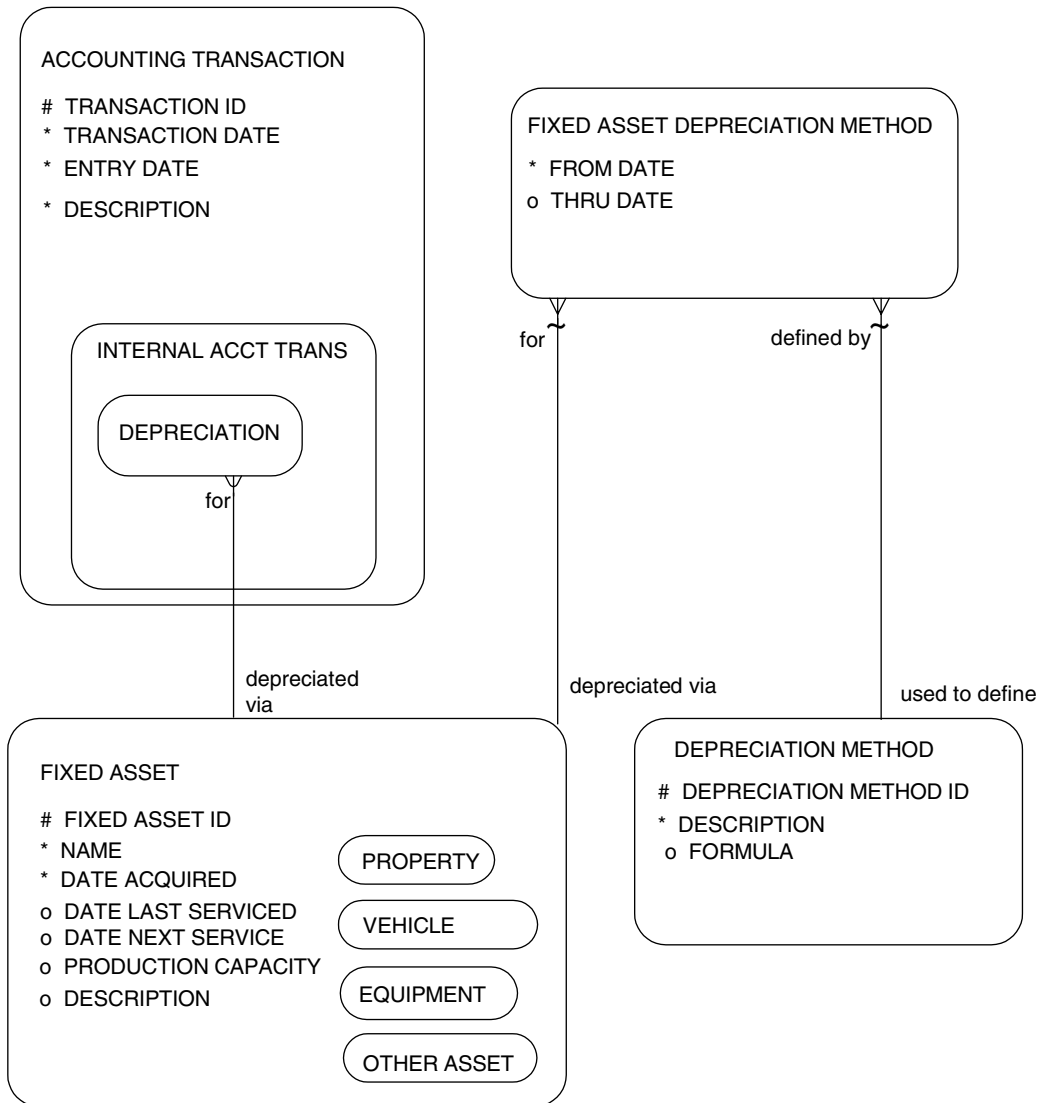 ACCOUNTING TRANSACTION
# TRANSACTION ID
* TRANSACTION DATE
* ENTRY DATE
* DESCRIPTION
INTERNAL ACCT TRANS
DEPRECIATION
for
FIXED ASSET DEPRECIATION METHOD
* FROM DATE
o THRU DATE
for
defined by
depreciated
via
depreciated via
used to define
FIXED ASSET
# FIXED ASSET ID
* NAME
* DATE ACQUIRED
o DATE LAST SERVICED
o DATE NEXT SERVICE
o PRODUCTION CAPACITY
o DESCRIPTION
PROPERTY
VEHICLE
EQUIPMENT
OTHER ASSET
DEPRECIATION METHOD
# DEPRECIATION METHOD ID
* DESCRIPTION
o FORMULA